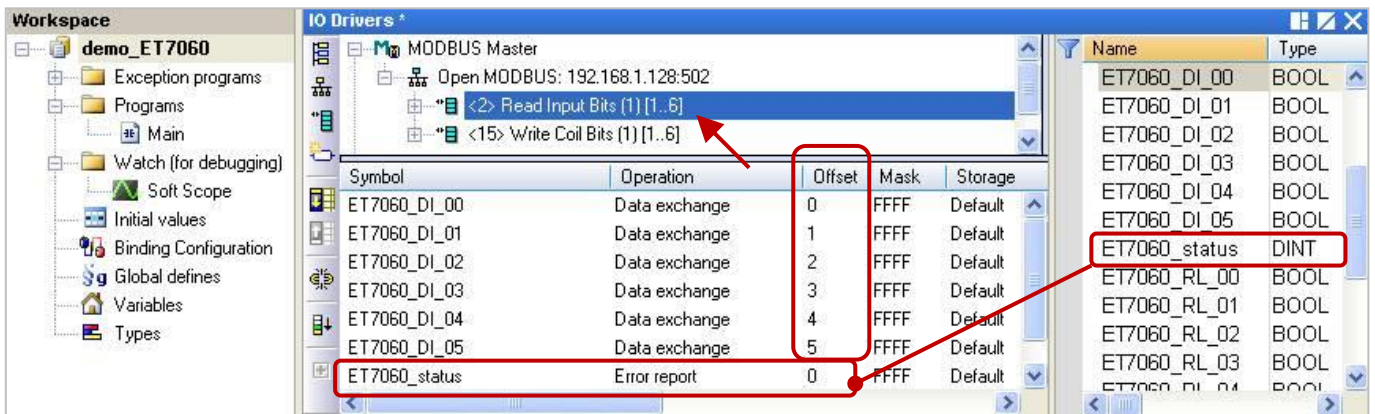 Workspace
demo_ET7060
Exception programs
Programs
Main
Watch (for debugging)
Soft Scope
Initial values
Binding Configuration
Global defines
Variables
Types
IO Drivers *
MODBUS Master
Open MODBUS: 192.168.1.128:502
<2> Read Input Bits (1) [1..6]
<15> Write Coil Bits (1) [1..6]
Symbol Operation Offset Mask Storage
ET7060_DI_00 Data exchange 0 FFFF Default
ET7060_DI_01 Data exchange 1 FFFF Default
ET7060_DI_02 Data exchange 2 FFFF Default
ET7060_DI_03 Data exchange 3 FFFF Default
ET7060_DI_04 Data exchange 4 FFFF Default
ET7060_DI_05 Data exchange 5 FFFF Default
ET7060_status Error report 0 FFFF Default
Name Type
ET7060_DI_00 BOOL
ET7060_DI_01 BOOL
ET7060_DI_02 BOOL
ET7060_DI_03 BOOL
ET7060_DI_04 BOOL
ET7060_DI_05 BOOL
ET7060_status DINT
ET7060_RL_00 BOOL
ET7060_RL_01 BOOL
ET7060_RL_02 BOOL
ET7060_RL_03 BOOL